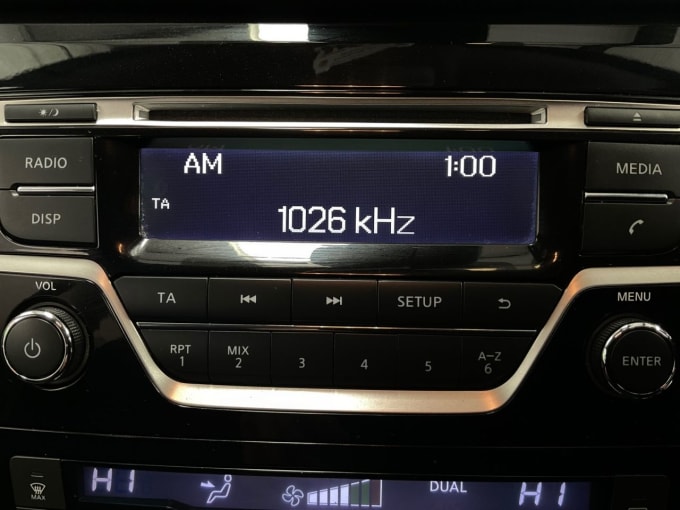 RADIO
AM 1:00
MEDIA
DISP
TA
1026 kHz
VOL
TA SETUP
MENU
RPT 1 MIX 2 3 4 5 A-Z 6
ENTER
MAX
HI DUAL HI